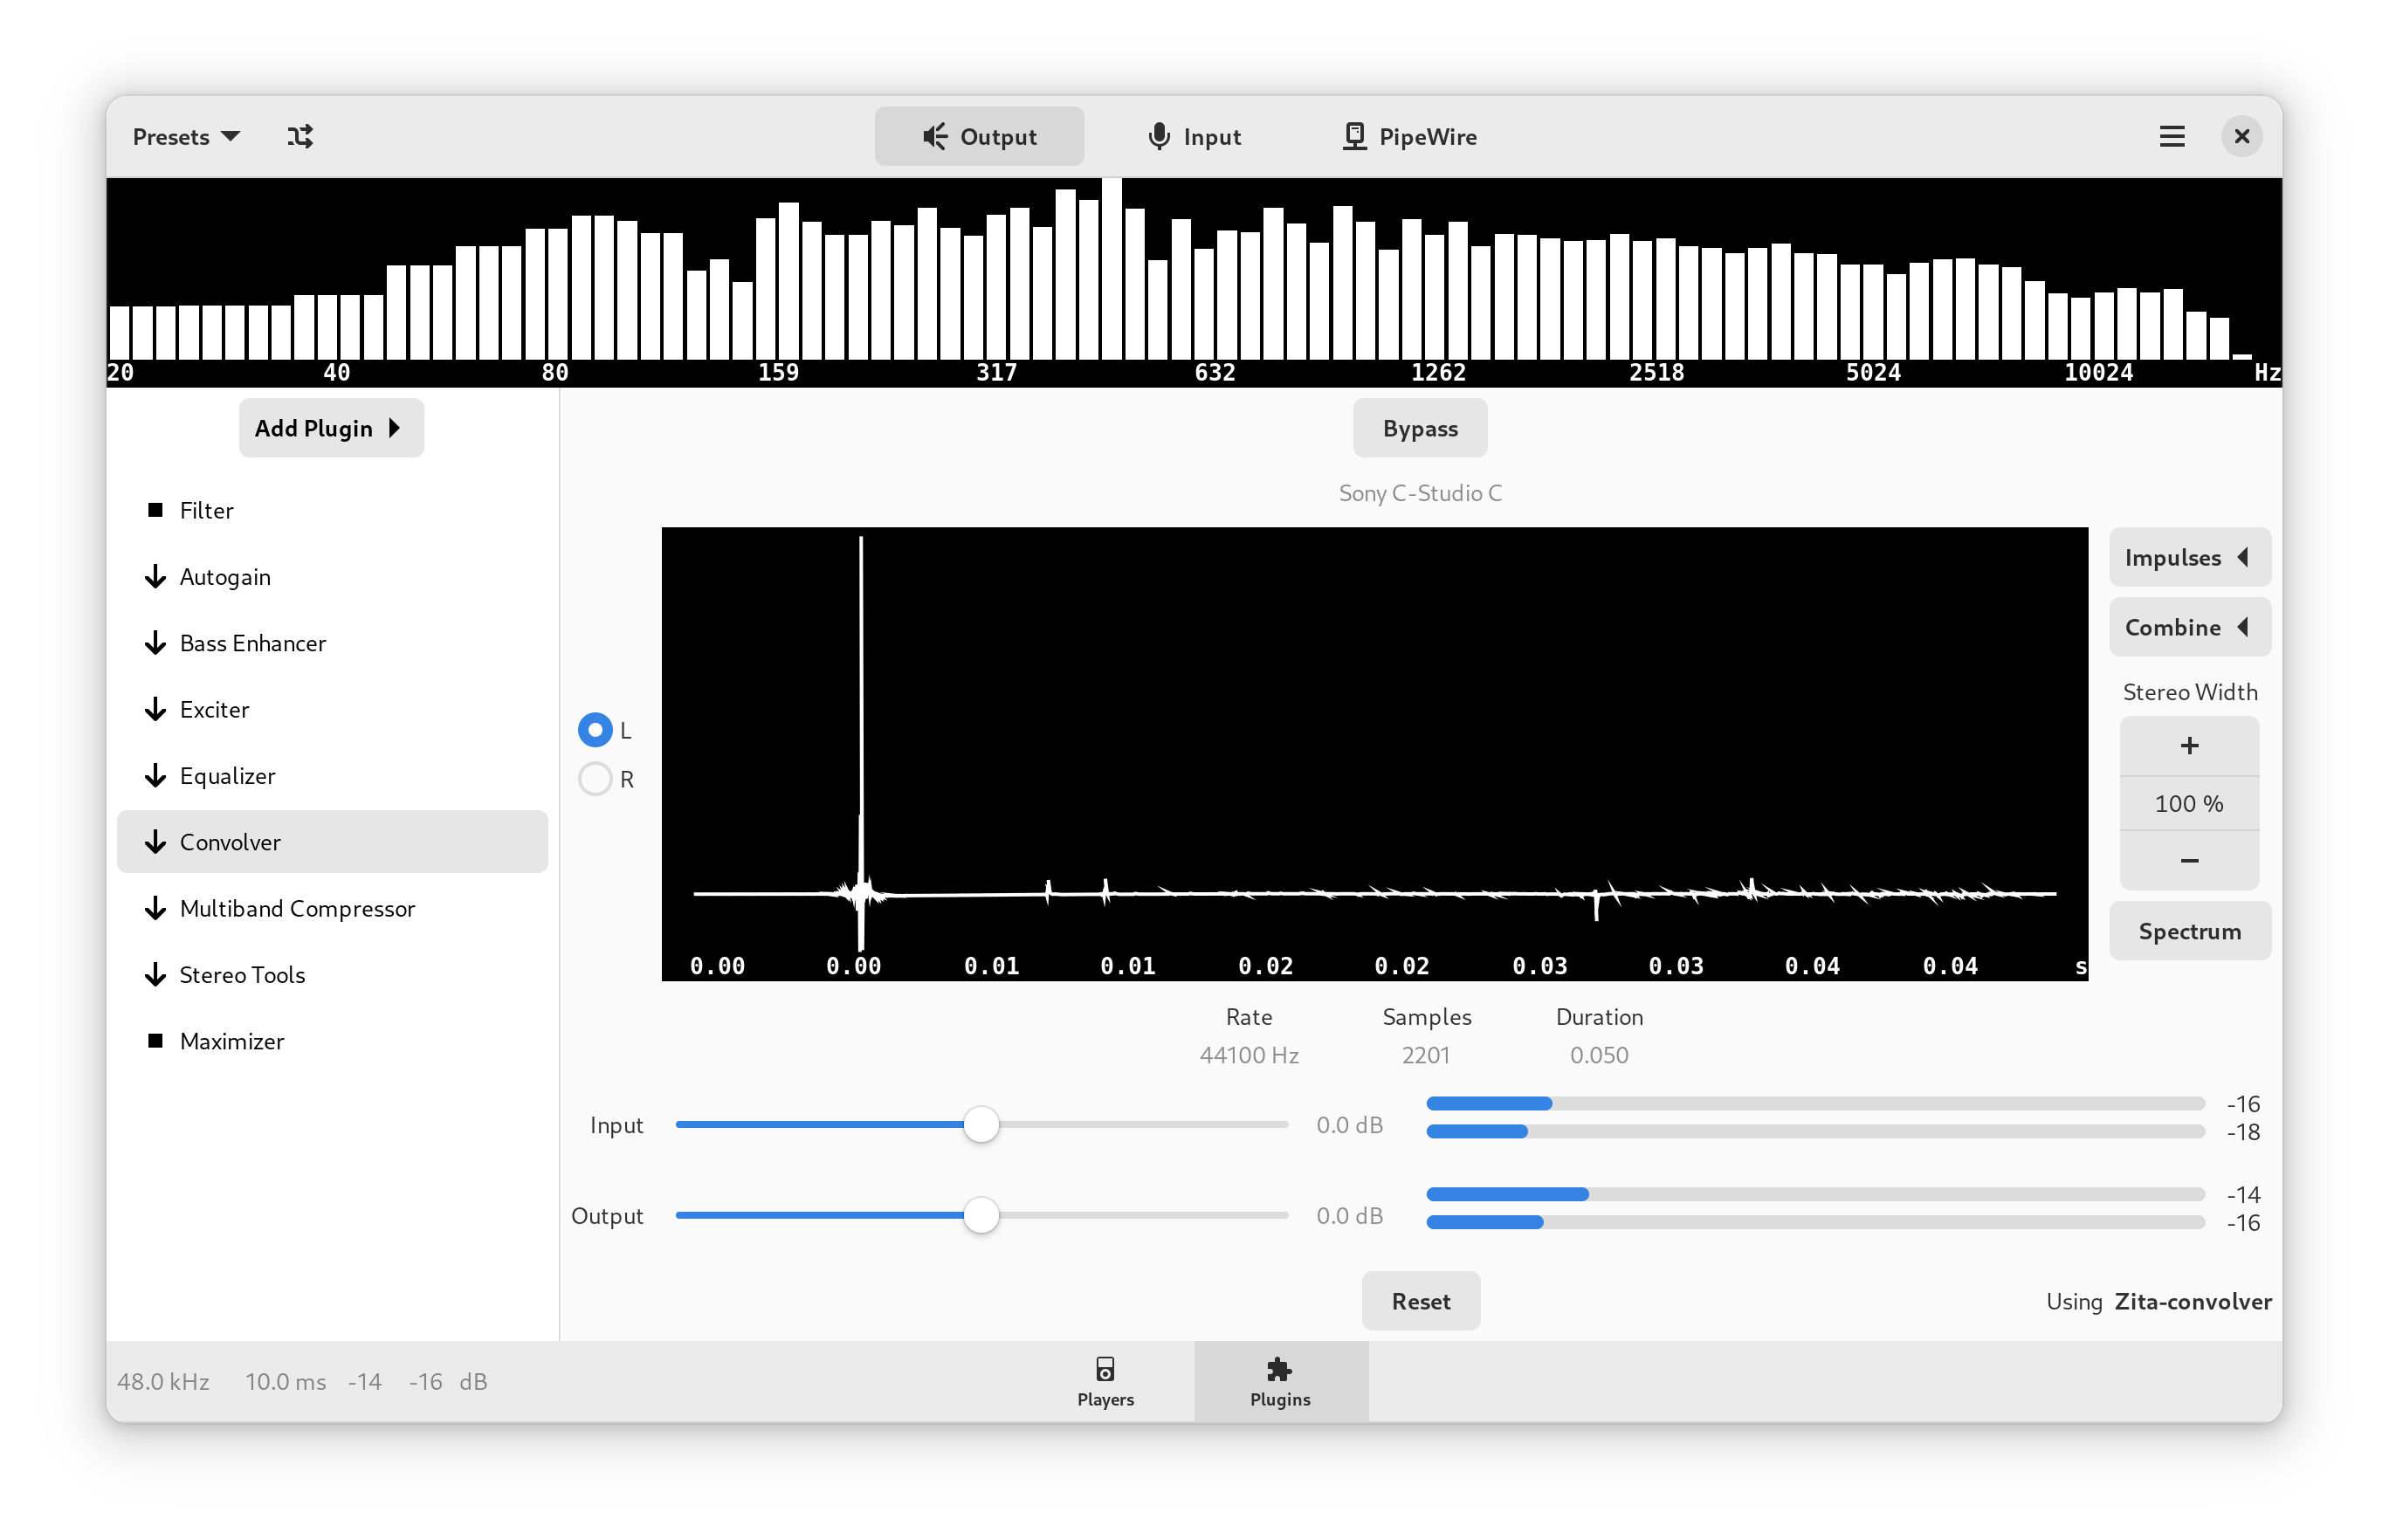 Presets
Output
Input
PipeWire
20 40 80 159 317 632 1262 2518 5024 10024 Hz
Add Plugin
Filter
Autogain
Bass Enhancer
Exciter
Equalizer
Convolver
Multiband Compressor
Stereo Tools
Maximizer
Bypass
Sony C-Studio C
L
R
0.00 0.00 0.01 0.01 0.02 0.02 0.03 0.03 0.04 0.04 s
Impulses
Combine
Stereo Width
+
100 %
−
Spectrum
Rate Samples Duration
44100 Hz 2201 0.050
Input 0.0 dB
-16
-18
Output 0.0 dB
-14
-16
Reset
Using Zita-convolver
48.0 kHz 10.0 ms -14 -16 dB
Players
Plugins